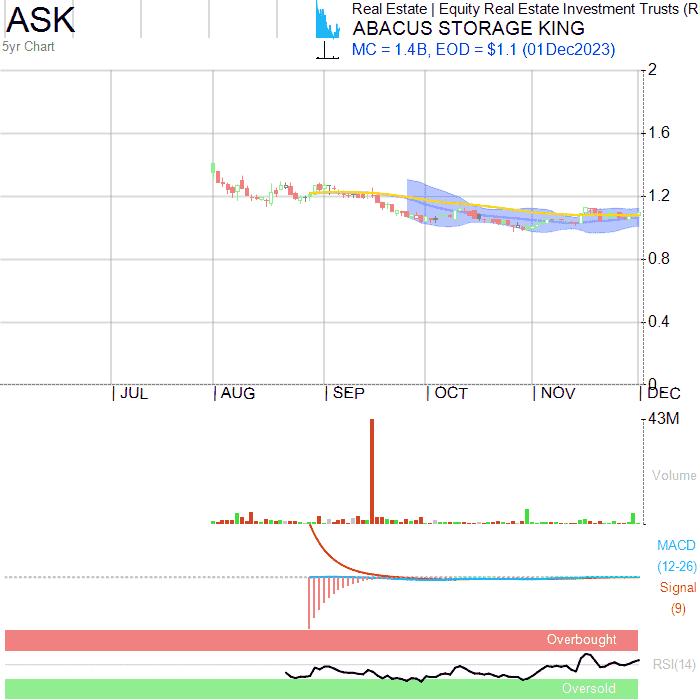 ASK
Real Estate | Equity Real Estate Investment Trusts (R
ABACUS STORAGE KING
5yr Chart
MC = 1.4B, EOD = $1.1 (01Dec2023)
2
1.6
1.2
0.8
0.4
0
JUL AUG SEP OCT NOV DEC
43M
Volume
MACD
(12-26)
Signal
(9)
Overbought
RSI(14)
Oversold